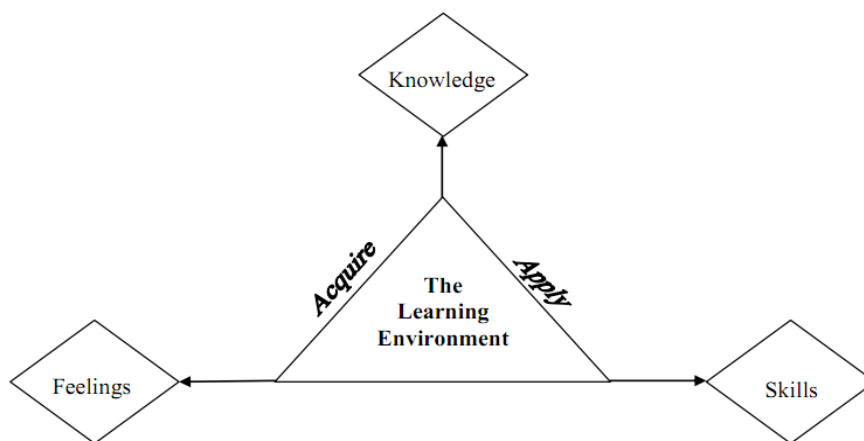 Knowledge
Acquire
Apply
The
Learning
Environment
Feelings
Skills